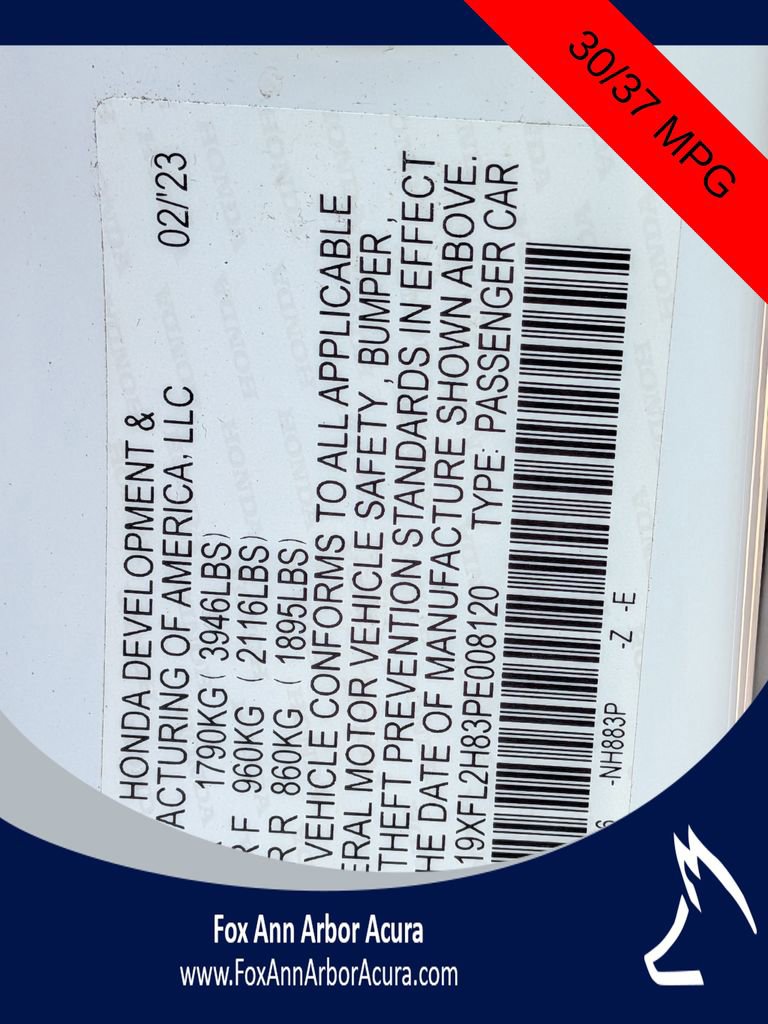 30/37 MPG
HONDA DEVELOPMENT &
ACTURING OF AMERICA, LLC 02/'23
1790KG ( 3946LBS)
R F 960KG ( 2116LBS)
R R 860KG ( 1895LBS)
VEHICLE CONFORMS TO ALL APPLICABLE
ERAL MOTOR VEHICLE SAFETY , BUMPER ,
THEFT PREVENTION STANDARDS IN EFFECT
HE DATE OF MANUFACTURE SHOWN ABOVE.
19XFL2H83PE008120 TYPE: PASSENGER CAR
-NH883P -Z -E
Fox Ann Arbor Acura
www.FoxAnnArborAcura.com